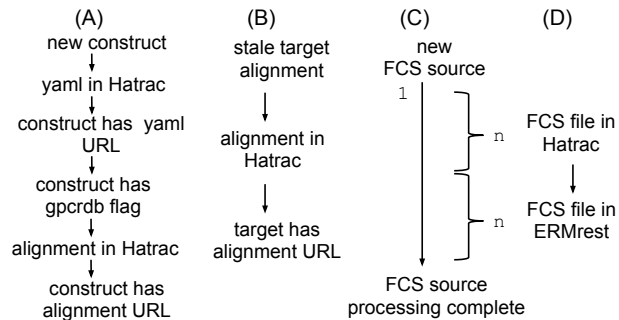 (A)
new construct
yaml in Hatrac
construct has yaml
URL
construct has
gpcrdb flag
alignment in Hatrac
construct has
alignment URL
(B)
stale target
alignment
alignment in
Hatrac
target has
alignment URL
(C)
new
FCS source
1
n
n
FCS source
processing complete
(D)
FCS file in
Hatrac
FCS file in
ERMrest